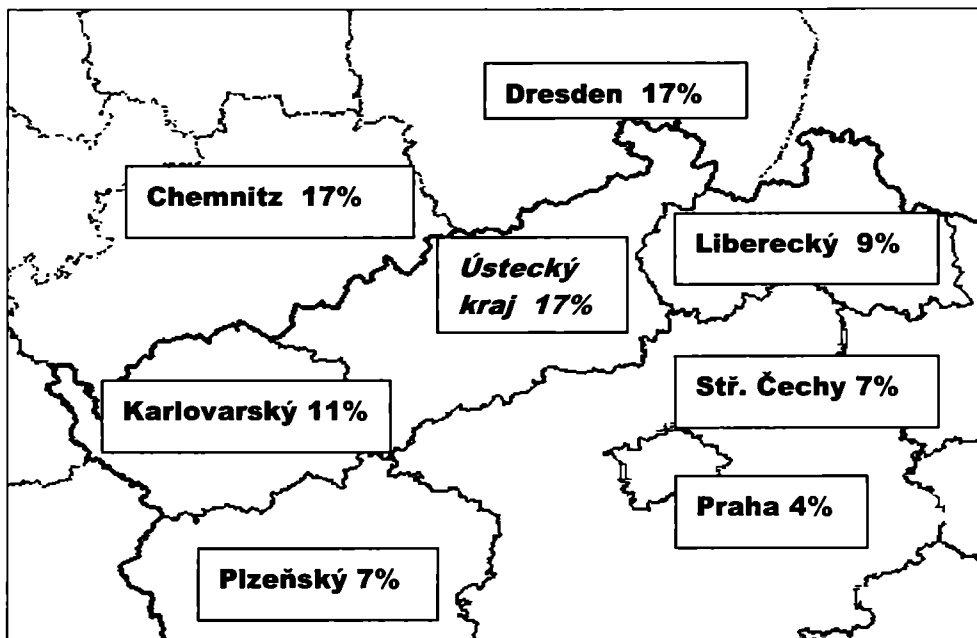 Dresden 17%
Chemnitz 17%
Liberecký 9%
Ústecký
kraj 17%
Stř. Čechy 7%
Karlovarský 11%
Praha 4%
Plzeňský 7%